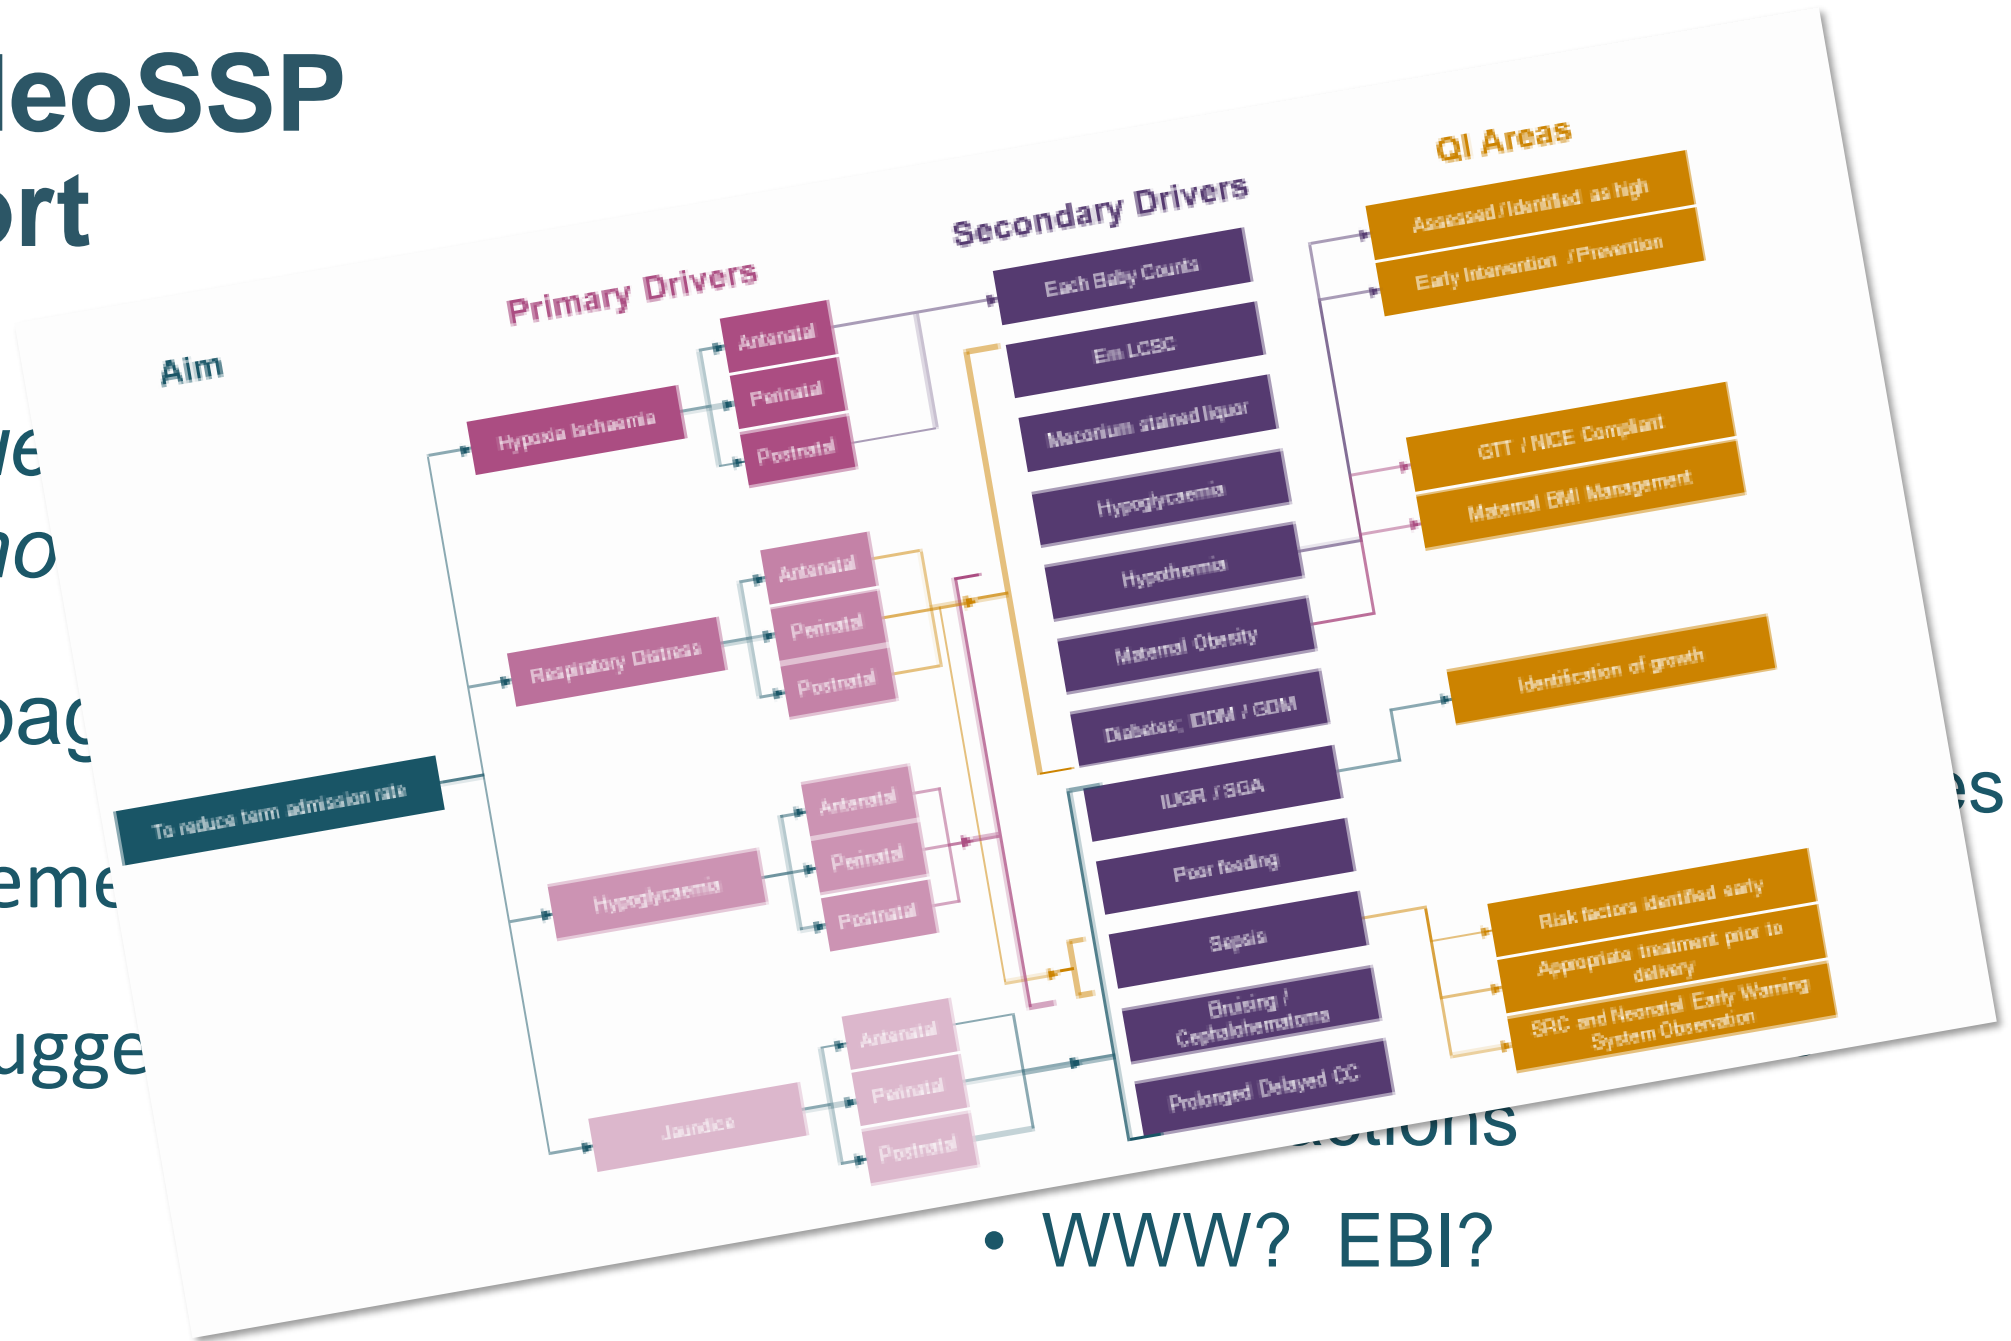 leoSSP
ort
Aim
To reduce term admission rate
Primary Drivers
Hypoxia Ischaemia
Antenatal
Perinatal
Postnatal
Respiratory Distress
Antenatal
Perinatal
Postnatal
Hypoglycaemia
Antenatal
Perinatal
Postnatal
Jaundice
Antenatal
Perinatal
Postnatal
Secondary Drivers
Each Baby Counts
Em LCSC
Meconium stained liquor
Hypoglycaemia
Hypothermia
Maternal Obesity
Diabetes; IDDM / GDM
IUGR / SGA
Poor feeding
Sepsis
Bruising /
Cephalohematoma
Prolonged Delayed CC
QI Areas
Assessed / Identified as high
Early Intervention / Prevention
GTT / NICE Compliant
Maternal BMI Management
Identification of growth
Risk factors identified early
Appropriate treatment prior to
delivery
SRC and Neonatal Early Warning
System Observation
es
eme
ugge
actions
• WWW? EBI?